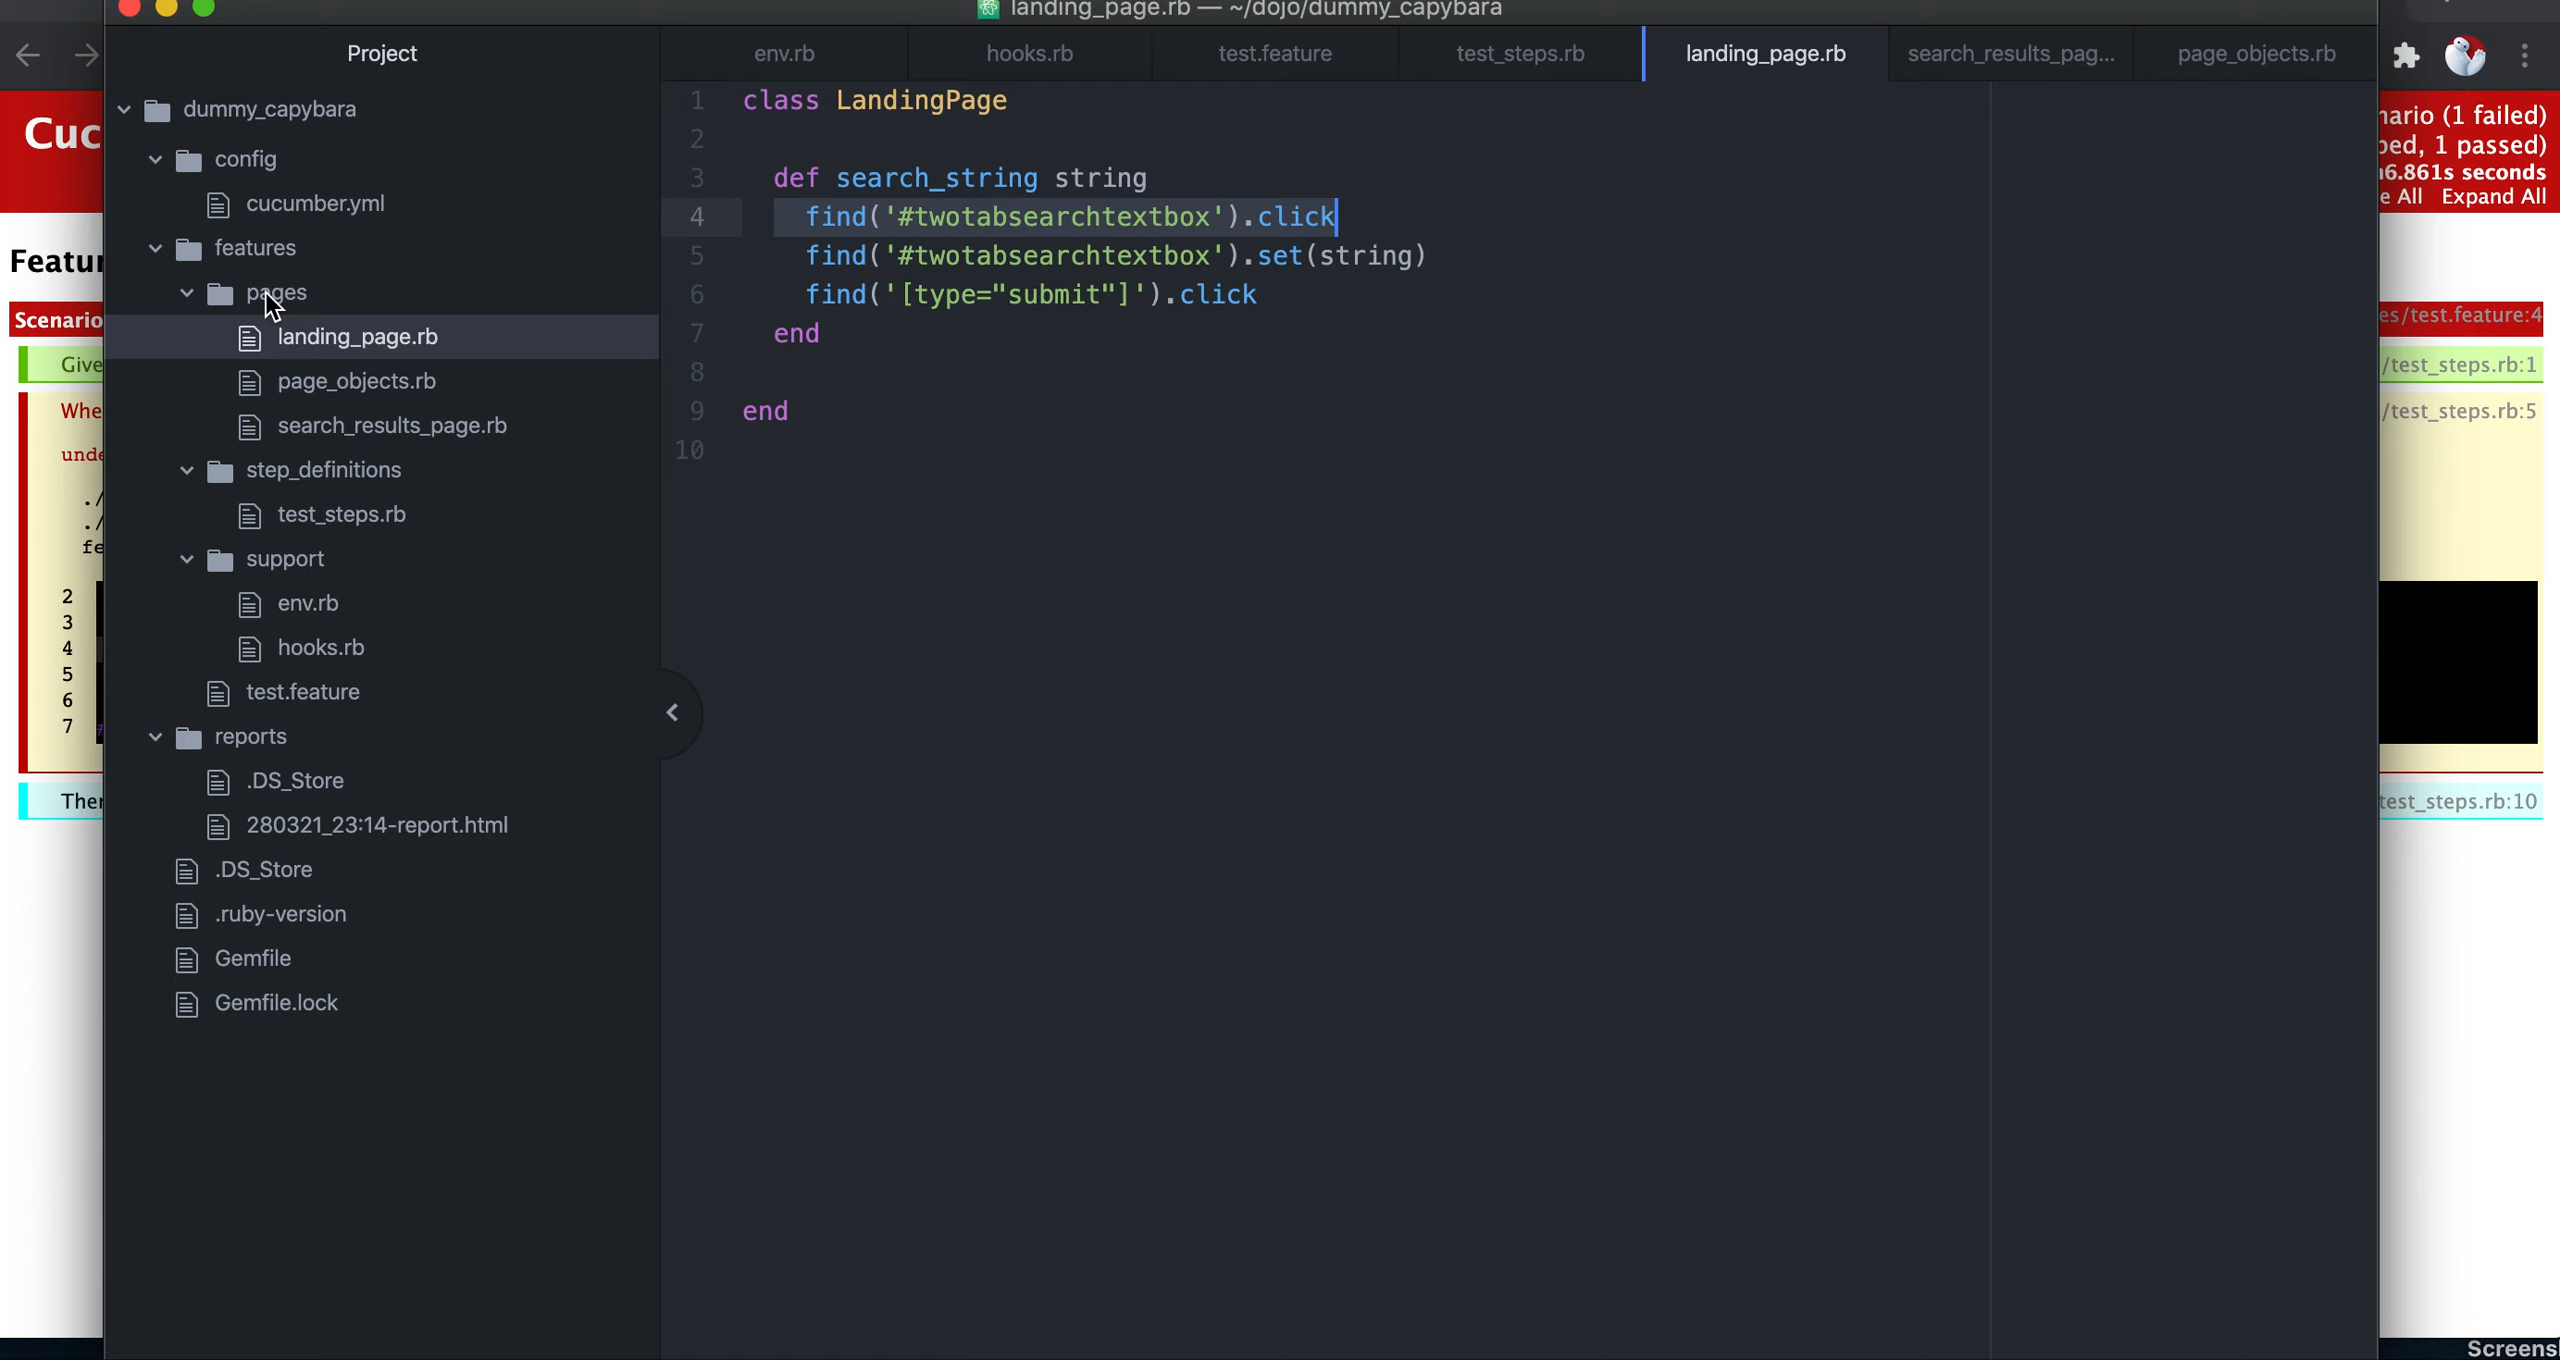 landing_page.rb — ~/dojo/dummy_capybara
Project
env.rb
hooks.rb
test.feature
test_steps.rb
landing_page.rb
search_results_pag...
page_objects.rb
dummy_capybara
config
cucumber.yml
features
pages
landing_page.rb
page_objects.rb
search_results_page.rb
step_definitions
test_steps.rb
support
env.rb
hooks.rb
test.feature
reports
.DS_Store
280321_23:14-report.html
.DS_Store
.ruby-version
Gemfile
Gemfile.lock
1 class LandingPage
2
3 def search_string string
4 find('#twotabsearchtextbox').click
5 find('#twotabsearchtextbox').set(string)
6 find('[type="submit"]').click
7 end
8
9 end
10
Cuc
Featur
Scenario
Give
Whe
unde
./
./
fe
2
3
4
5
6
7
Ther
nario (1 failed)
ped, 1 passed)
6.861s seconds
e All Expand All
es/test.feature:4
/test_steps.rb:1
/test_steps.rb:5
test_steps.rb:10
Screens